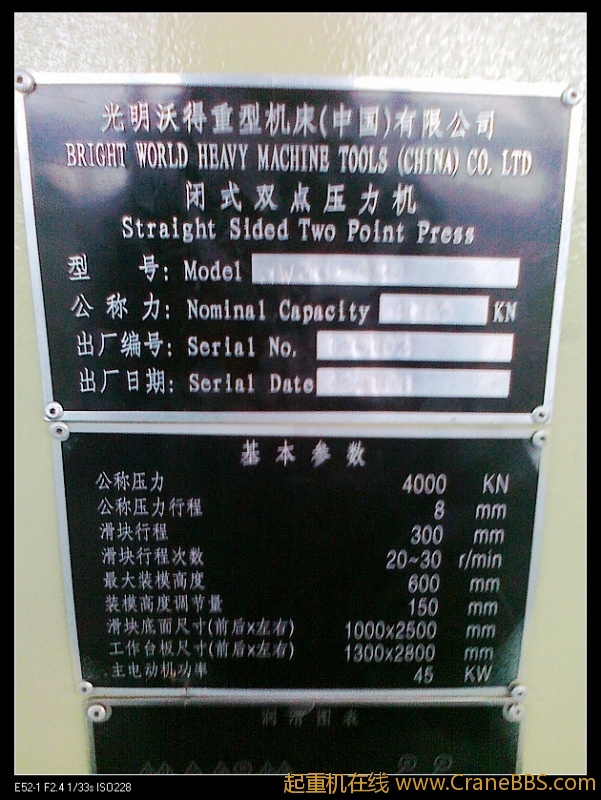 光明沃得重型机床(中国)有限公司
BRIGHT WORLD HEAVY MACHINE TOOLS (CHINA) CO. LTD
闭式双点压力机
Straight Sided Two Point Press
型 号: Model
公称力: Nominal Capacity KN
出厂编号: Serial No.
出厂日期: Serial Date
基本参数
公称压力 4000 KN
公称压力行程 8 mm
滑块行程 300 mm
滑块行程次数 20~30 r/min
最大装模高度 600 mm
装模高度调节量 150 mm
滑块底面尺寸(前后x左右) 1000x2500 mm
工作台板尺寸(前后x左右) 1300x2800 mm
主电动机功率 45 KW
润滑图表
E52-1 F2.4 1/33s ISO228
起重机在线 www.CraneBBS.com